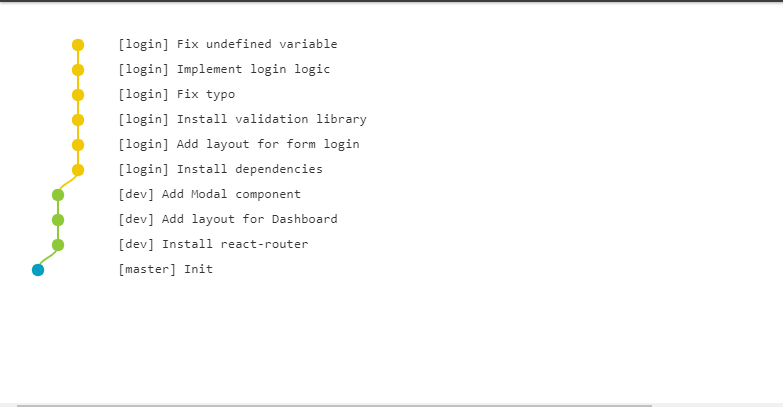 [login] Fix undefined variable
[login] Implement login logic
[login] Fix typo
[login] Install validation library
[login] Add layout for form login
[login] Install dependencies
[dev] Add Modal component
[dev] Add layout for Dashboard
[dev] Install react-router
[master] Init